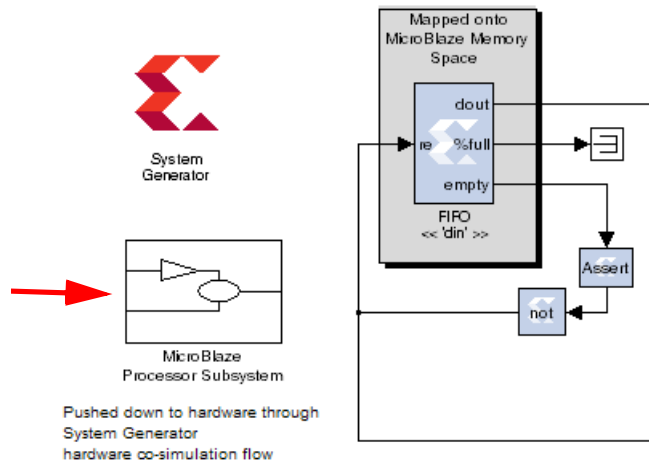 Mapped onto
MicroBlaze Memory
Space
dout
re %full
empty
FIFO
<< 'din' >>
System
Generator
Assert
not
MicroBlaze
Processor Subsystem
Pushed down to hardware through
System Generator
hardware co-simulation flow